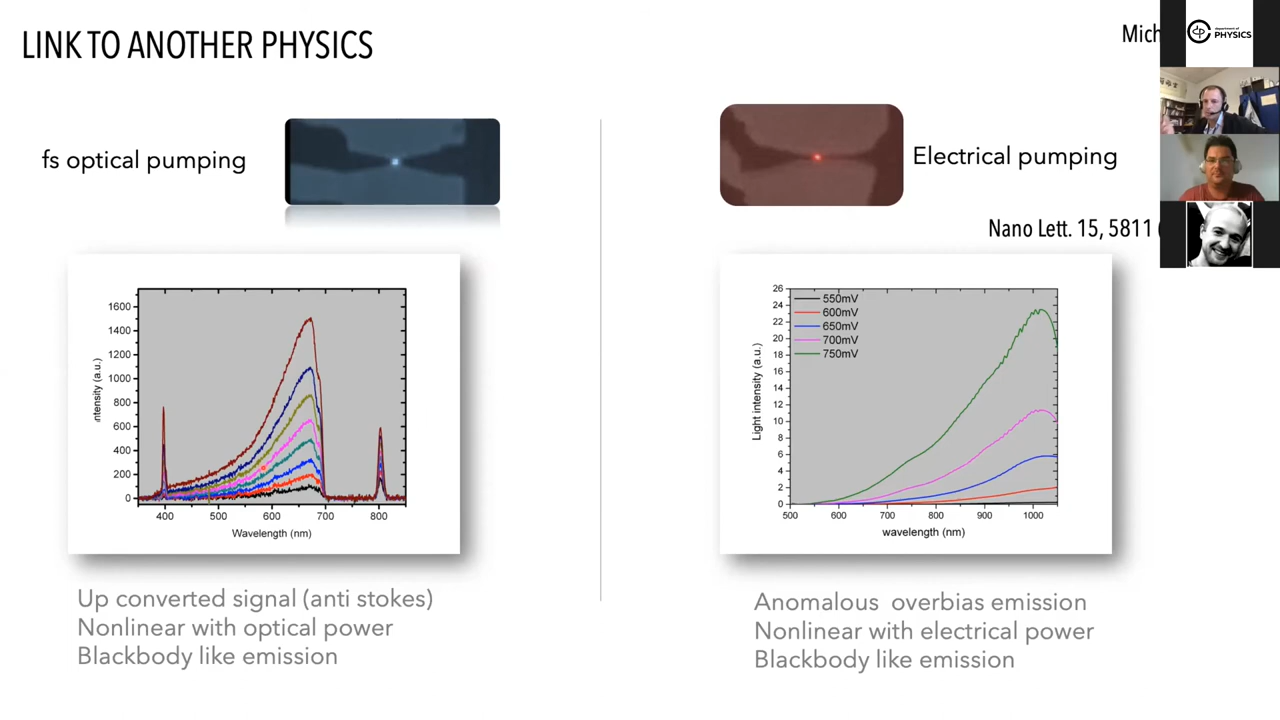 LINK TO ANOTHER PHYSICS
Mich
department of
PHYSICS
fs optical pumping
Electrical pumping
Nano Lett. 15, 5811 (
1600
1400
1200
1000
800
600
400
200
0
400
500
600
700
800
Intensity (a.u.)
Wavelength (nm)
26
24
22
20
18
16
14
12
10
8
6
4
2
0
550mV
600mV
650mV
700mV
750mV
500
600
700
800
900
1000
Light intensity (a.u.)
wavelength (nm)
Up converted signal (anti stokes)
Nonlinear with optical power
Blackbody like emission
Anomalous overbias emission
Nonlinear with electrical power
Blackbody like emission